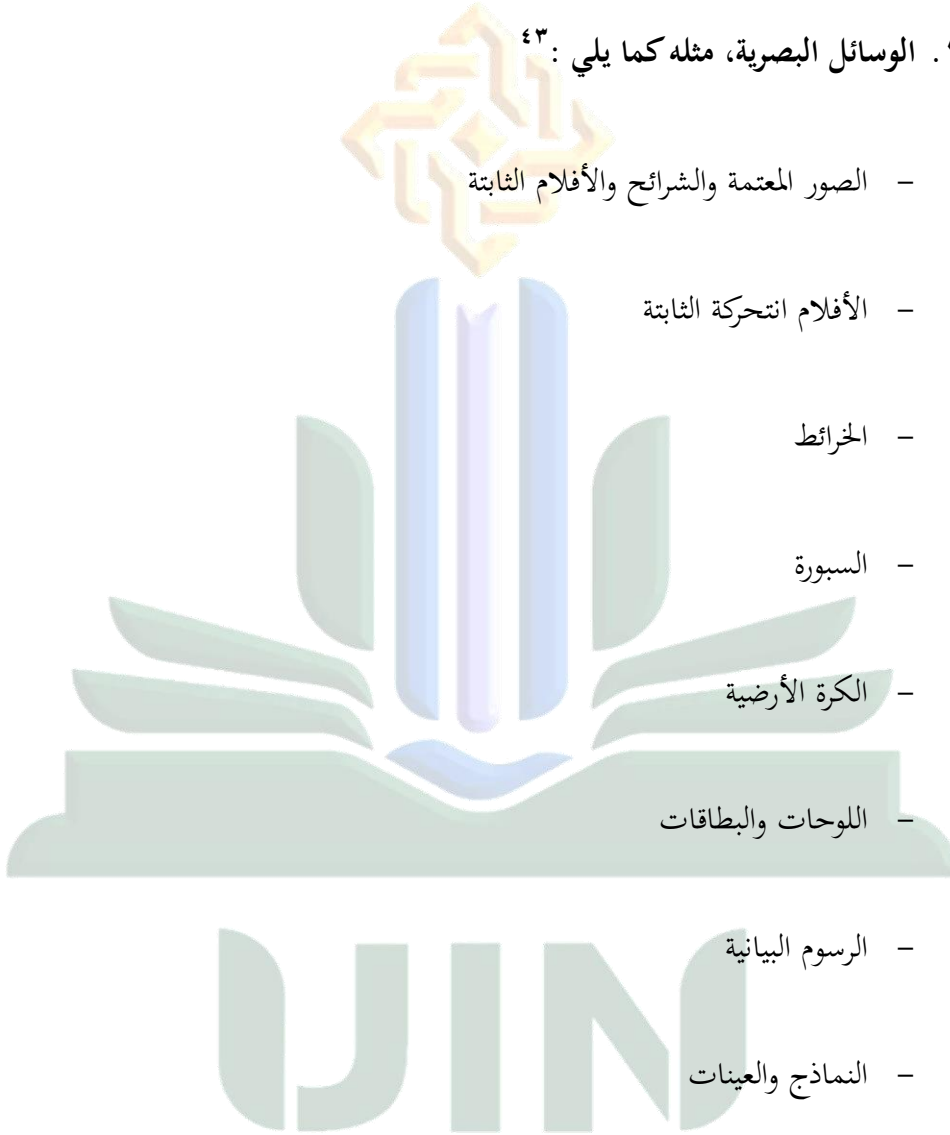 . الوسائل البصرية، مثله كما يلي :٤٣
– الصور المعتمة والشرائح والأفلام الثابتة
– الأفلام انتحركة الثابتة
– الخرائط
– السبورة
– الكرة الأرضية
– اللوحات والبطاقات
– الرسوم البيانية
– النماذج والعينات
UIN